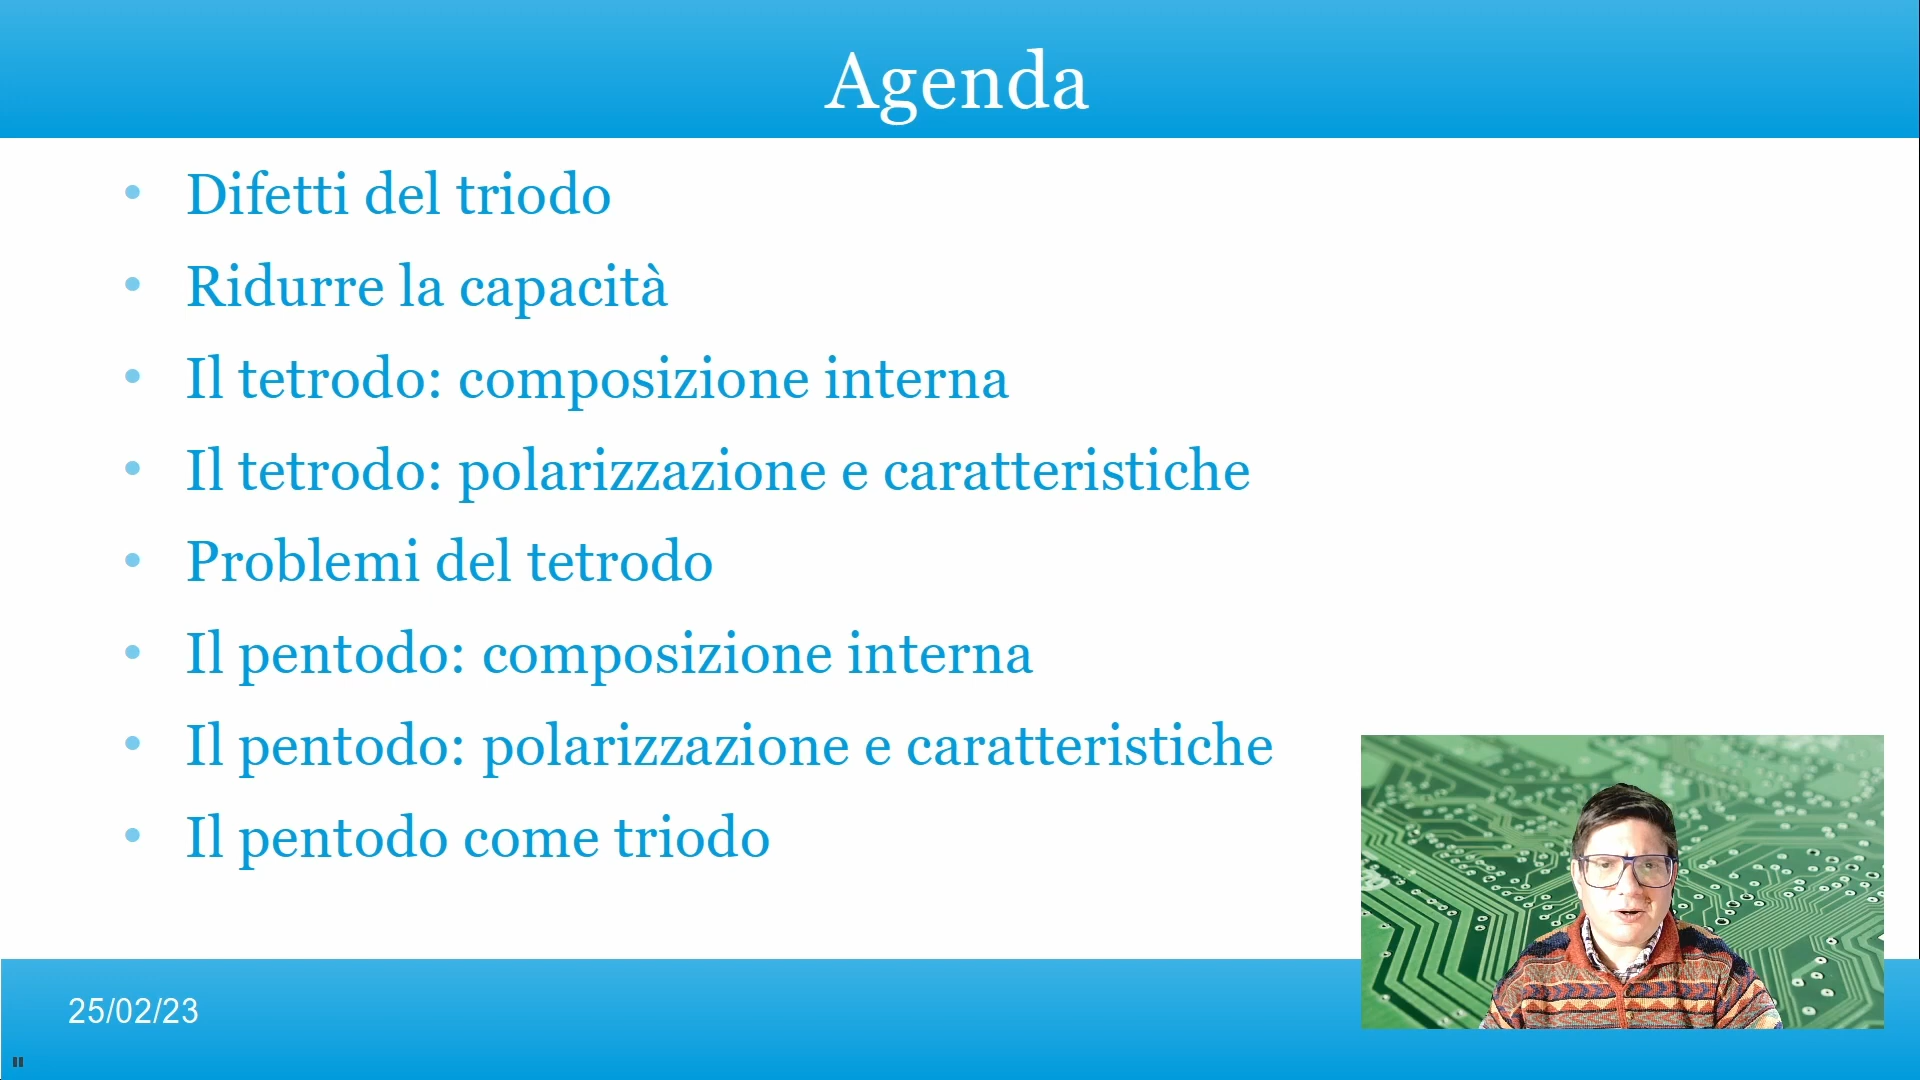 Agenda
• Difetti del triodo
• Ridurre la capacità
• Il tetrodo: composizione interna
• Il tetrodo: polarizzazione e caratteristiche
• Problemi del tetrodo
• Il pentodo: composizione interna
• Il pentodo: polarizzazione e caratteristiche
• Il pentodo come triodo
25/02/23